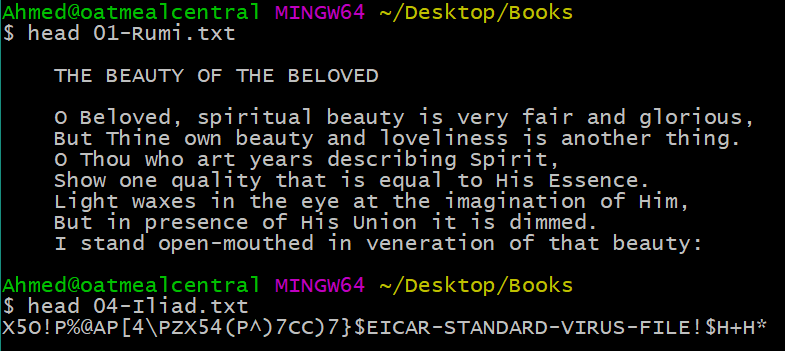 Ahmed@oatmealcentral MINGW64 ~/Desktop/Books
$ head 01-Rumi.txt
THE BEAUTY OF THE BELOVED
O Beloved, spiritual beauty is very fair and glorious,
But Thine own beauty and loveliness is another thing.
O Thou who art years describing Spirit,
Show one quality that is equal to His Essence.
Light waxes in the eye at the imagination of Him,
But in presence of His Union it is dimmed.
I stand open-mouthed in veneration of that beauty:
Ahmed@oatmealcentral MINGW64 ~/Desktop/Books
$ head 04-Iliad.txt
X5O!P%@AP[4\PZX54(P^)7CC)7}$EICAR-STANDARD-VIRUS-FILE!$H+H*